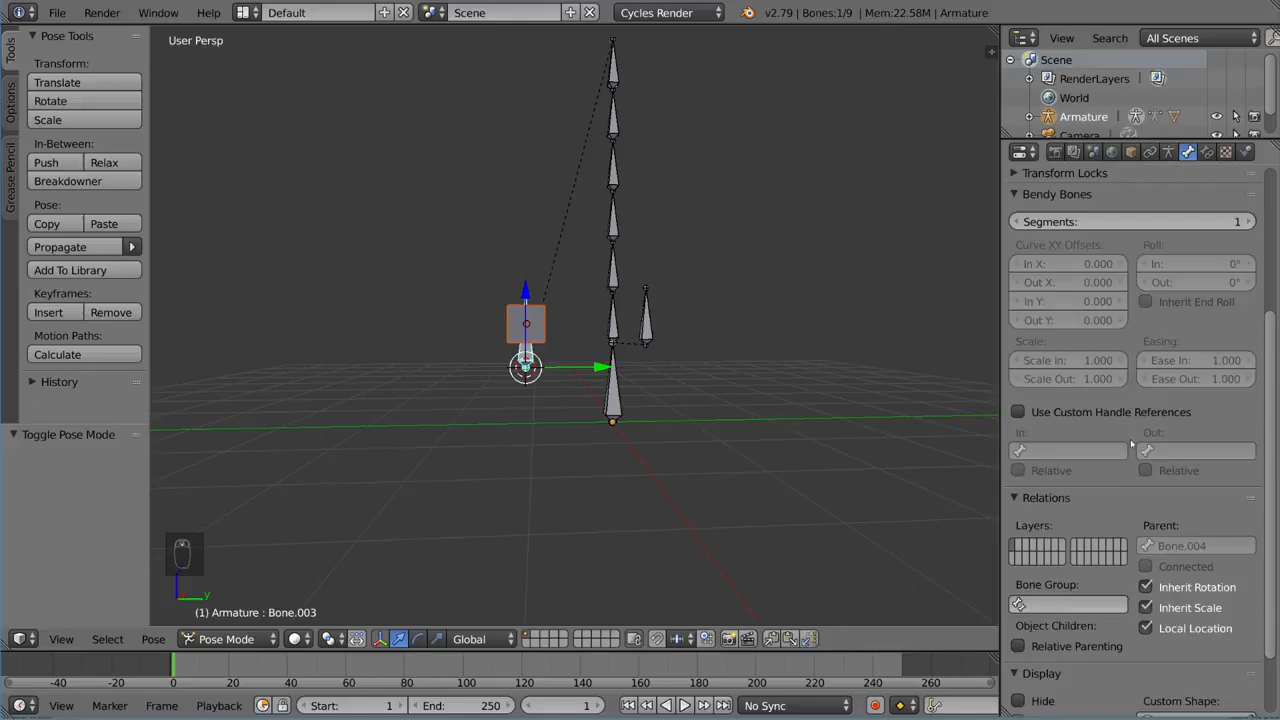 File Render Window Help Default Scene Cycles Render v2.79 | Bones:1/9 | Mem:22.58M | Armature
Tools
Options
Grease Pencil
Pose Tools
Transform:
Translate
Rotate
Scale
In-Between:
Push Relax
Breakdowner
Pose:
Copy Paste
Propagate
Add To Library
Keyframes:
Insert Remove
Motion Paths:
Calculate
History
Toggle Pose Mode
User Persp
y
(1) Armature : Bone.003
View Select Pose Pose Mode Global
View Search All Scenes
Scene
RenderLayers
World
Armature
Camera
Transform Locks
Bendy Bones
Segments: 1
Curve XY Offsets: Roll:
In X: 0.000 In: 0°
Out X: 0.000 Out: 0°
In Y: 0.000 Inherit End Roll
Out Y: 0.000
Scale: Easing:
Scale In: 1.000 Ease In: 1.000
Scale Out: 1.000 Ease Out: 1.000
Use Custom Handle References
In: Out:
Relative Relative
Relations
Layers: Parent:
Bone.004
Connected
Bone Group: Inherit Rotation
Inherit Scale
Object Children: Local Location
Relative Parenting
Display
Hide Custom Shape:
-40 -20 0 20 40 60 80 100 120 140 160 180 200 220 240 260
View Marker Frame Playback Start: 1 End: 250 1 No Sync